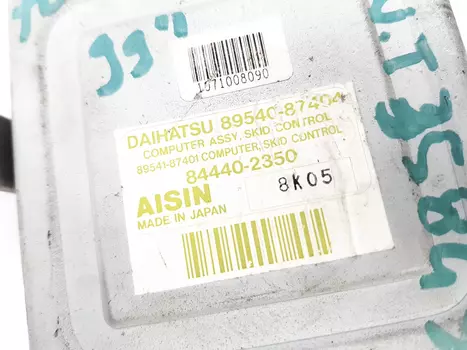 1071008090
DAIHATSU 89540-87404
COMPUTER ASSY, SKID CONTROL
89541-87401 COMPUTER, SKID CONTROL
84440-2350
AISIN
8K05
MADE IN JAPAN